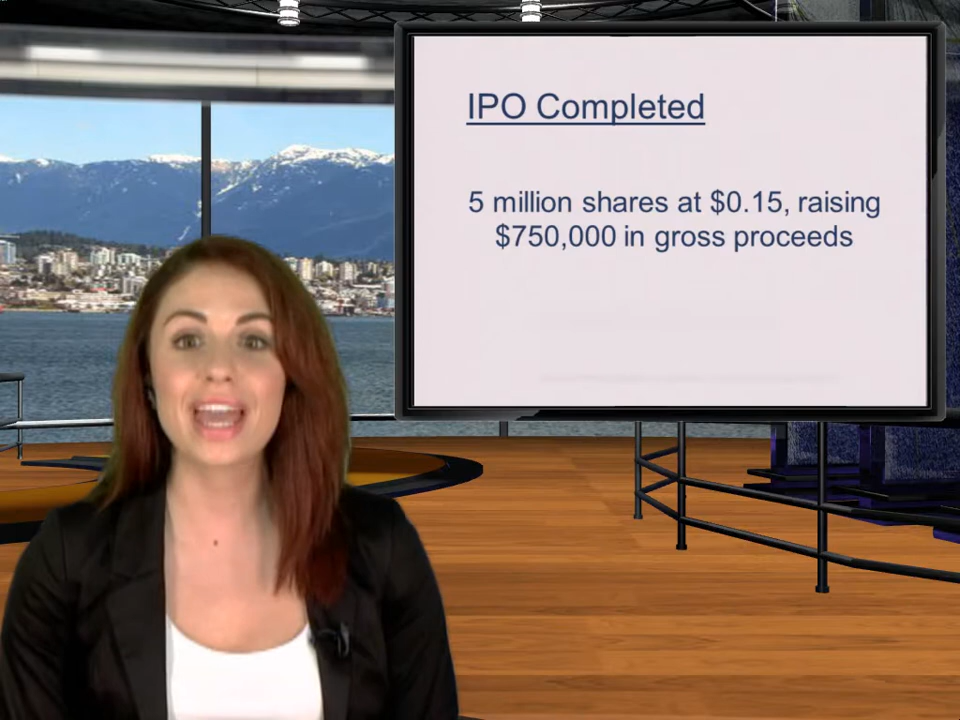 IPO Completed
5 million shares at $0.15, raising
$750,000 in gross proceeds